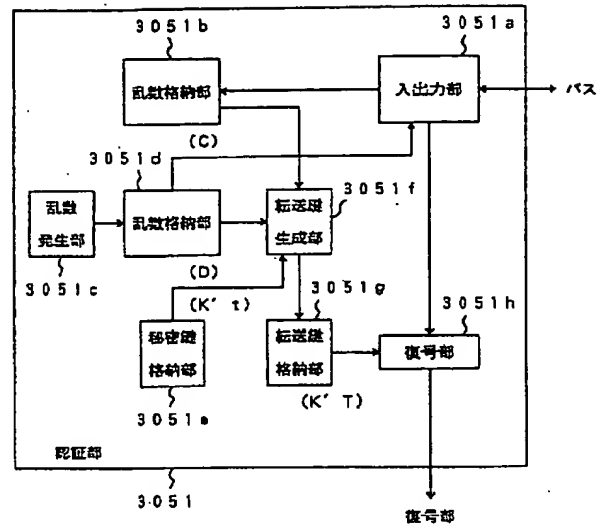 3051b
3051a
乱数格納部
入出力部
バス
(C)
3051d
3051f
乱数
発生部
乱数格納部
転送鍵
生成部
3051c
(D)
(K't)
3051g
3051h
秘密鍵
格納部
転送鍵
格納部
復号部
3051e
(K'T)
認証部
3051
復号部